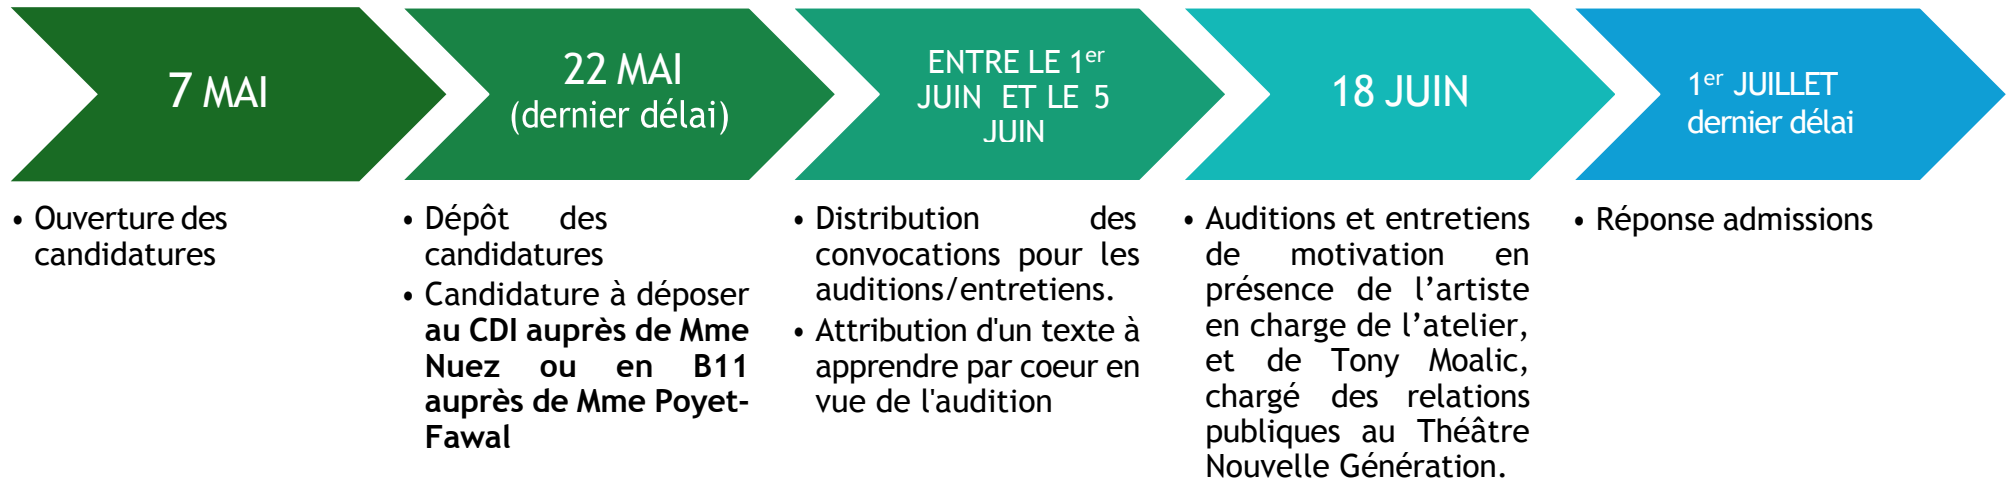 7 MAI
22 MAI
(dernier délai)
ENTRE LE 1er
JUIN ET LE 5
JUIN
18 JUIN
1er JUILLET
dernier délai
• Ouverture des
candidatures
• Dépôt des
candidatures
• Candidature à déposer
au CDI auprès de Mme
Nuez ou en B11
auprès de Mme Poyet-
Fawal
• Distribution des
convocations pour les
auditions/entretiens.
• Attribution d'un texte à
apprendre par coeur en
vue de l'audition
• Auditions et entretiens
de motivation en
présence de l’artiste
en charge de l’atelier,
et de Tony Moalic,
chargé des relations
publiques au Théâtre
Nouvelle Génération.
• Réponse admissions